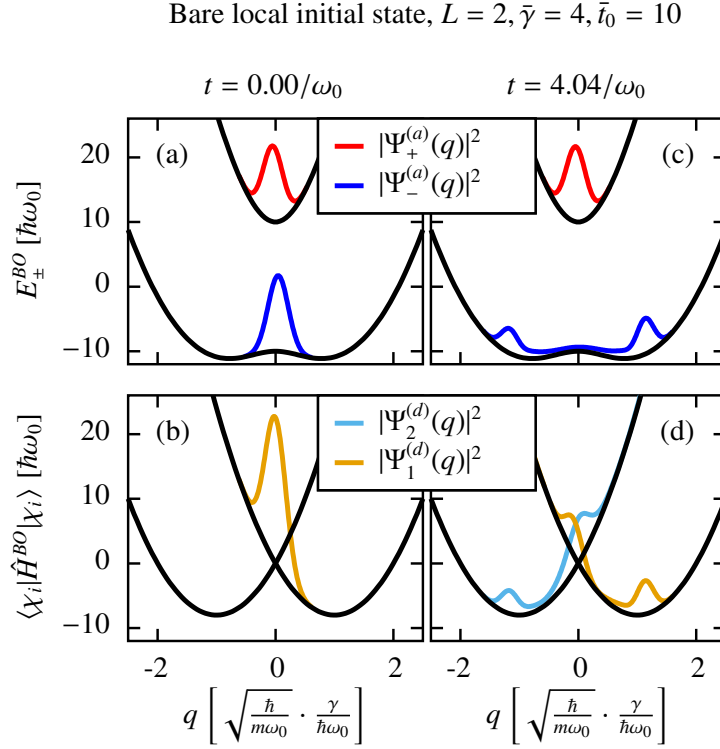 Bare local initial state, L = 2, γ̄ = 4, t̄₀ = 10
t = 0.00/ω₀ t = 4.04/ω₀
(a) |Ψ₊⁽ᵃ⁾(q)|² (c)
|Ψ₋⁽ᵃ⁾(q)|²
E±ᴮᴼ [ħω₀]
20
10
0
−10
(b) |Ψ₂⁽ᵈ⁾(q)|² (d)
|Ψ₁⁽ᵈ⁾(q)|²
⟨χᵢ|Ĥᴮᴼ|χᵢ⟩ [ħω₀]
20
10
0
−10
-2 0 2 -2 0 2
q [√(ħ/mω₀) · γ/ħω₀] q [√(ħ/mω₀) · γ/ħω₀]